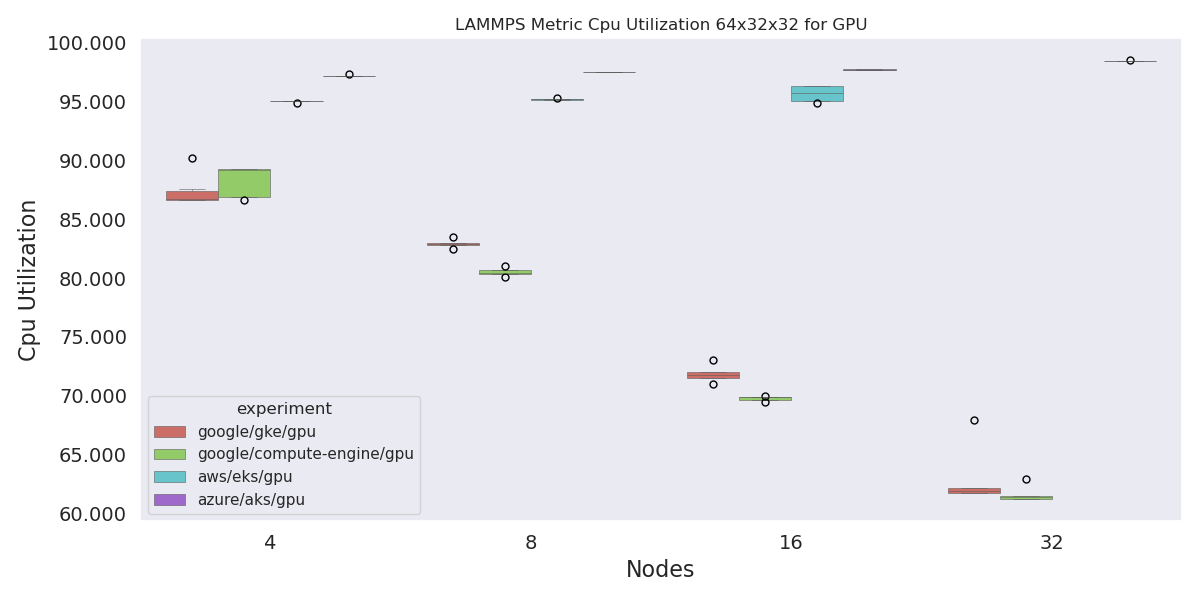 LAMMPS Metric Cpu Utilization 64x32x32 for GPU
100.000
95.000
90.000
85.000
80.000
75.000
70.000
65.000
60.000
Cpu Utilization
experiment
google/gke/gpu
google/compute-engine/gpu
aws/eks/gpu
azure/aks/gpu
4 8 16 32
Nodes